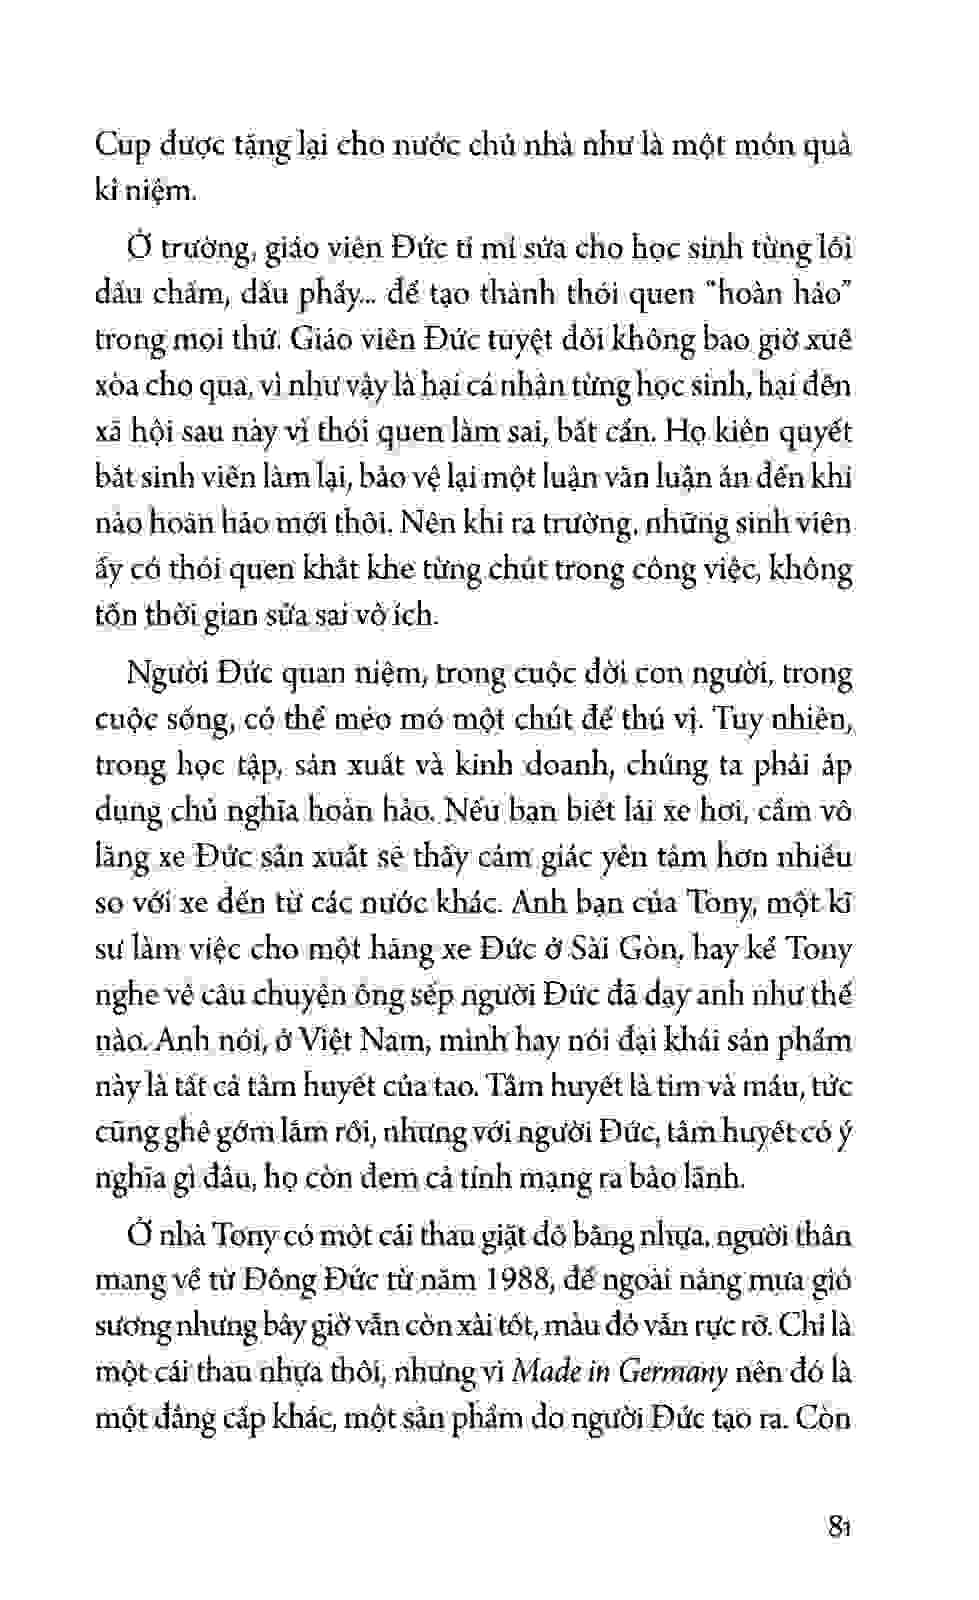 Cup được tặng lại cho nước chủ nhà như là một món quà
kỉ niệm.
Ở trường, giáo viên Đức tỉ mỉ sửa cho học sinh từng lỗi
dấu chấm, dấu phẩy... để tạo thành thói quen “hoàn hảo”
trong mọi thứ. Giáo viên Đức tuyệt đối không bao giờ xuê
xòa cho qua, vì như vậy là hại cá nhân từng học sinh, hại đến
xã hội sau này vì thói quen làm sai, bất cẩn. Họ kiên quyết
bắt sinh viên làm lại, bảo vệ lại một luận văn luận án đến khi
nào hoàn hảo mới thôi. Nên khi ra trường, những sinh viên
ấy có thói quen khắt khe từng chút trong công việc, không
tốn thời gian sửa sai vô ích.
Người Đức quan niệm, trong cuộc đời con người, trong
cuộc sống, có thể méo mó một chút để thú vị. Tuy nhiên,
trong học tập, sản xuất và kinh doanh, chúng ta phải áp
dụng chủ nghĩa hoàn hảo. Nếu bạn biết lái xe hơi, cầm vô
lăng xe Đức sản xuất sẽ thấy cảm giác yên tâm hơn nhiều
so với xe đến từ các nước khác. Anh bạn của Tony, một kĩ
sư làm việc cho một hãng xe Đức ở Sài Gòn, hay kể Tony
nghe về câu chuyện ông sếp người Đức đã dạy anh như thế
nào. Anh nói, ở Việt Nam, mình hay nói đại khái sản phẩm
này là tất cả tâm huyết của tao. Tâm huyết là tim và máu, tức
cũng ghê gớm lắm rồi, nhưng với người Đức, tâm huyết có ý
nghĩa gì đâu, họ còn đem cả tính mạng ra bảo lãnh.
Ở nhà Tony có một cái thau giặt đồ bằng nhựa, người thân
mang về từ Đông Đức từ năm 1988, để ngoài nắng mưa gió
sương nhưng bây giờ vẫn còn xài tốt, màu đỏ vẫn rực rỡ. Chỉ là
một cái thau nhựa thôi, nhưng vì Made in Germany nên đó là
một đẳng cấp khác, một sản phẩm do người Đức tạo ra. Còn
81